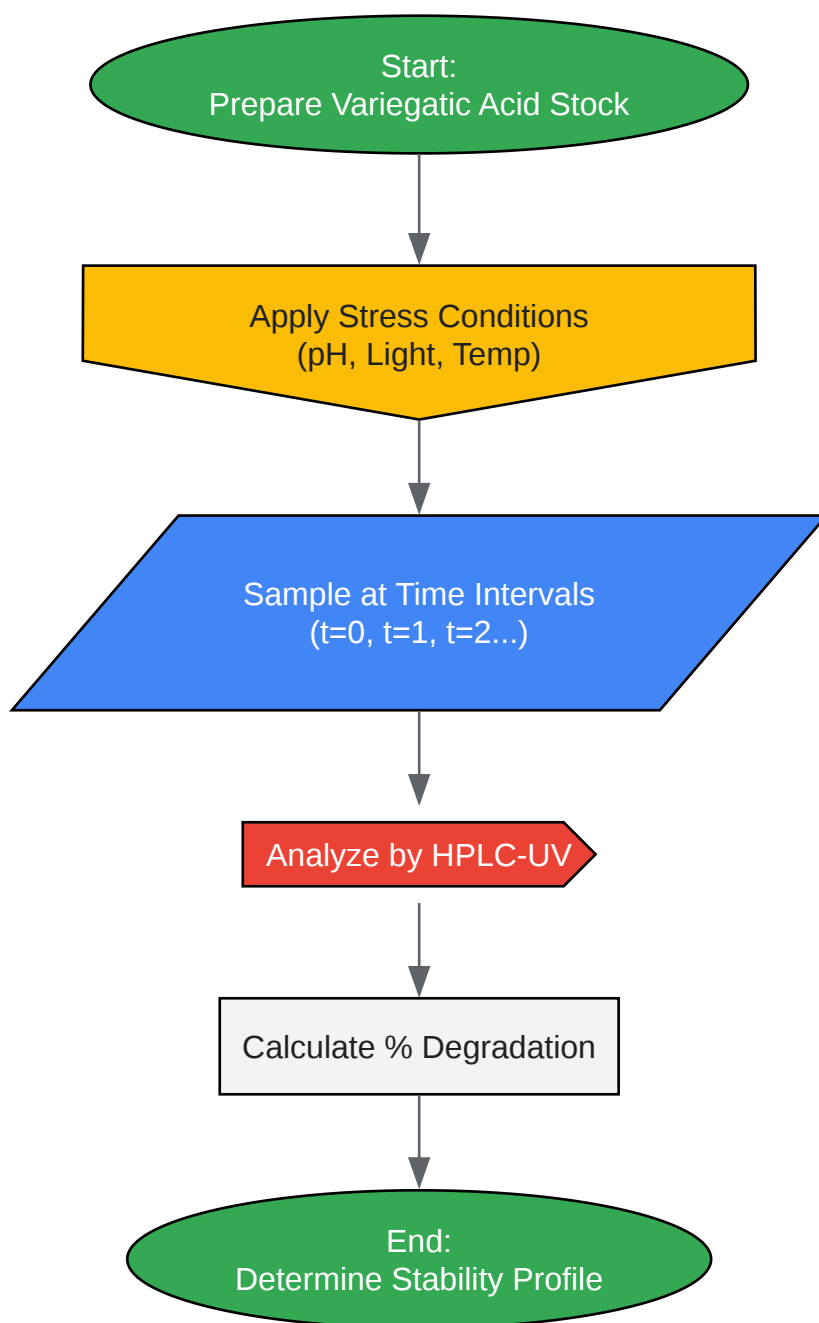 Start:
Prepare Variegatic Acid Stock
Apply Stress Conditions
(pH, Light, Temp)
Sample at Time Intervals
(t=0, t=1, t=2...)
Analyze by HPLC-UV
Calculate % Degradation
End:
Determine Stability Profile